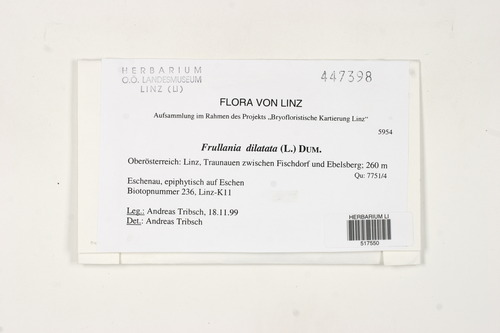 HERBARIUM
O.Ö. LANDESMUSEUM
LINZ (U)
447398
FLORA VON LINZ
Aufsammlung im Rahmen des Projekts „Bryofloristische Kartierung Linz“
5954
Frullania dilatata (L.) DUM.
Oberösterreich: Linz, Traunauen zwischen Fischdorf und Ebelsberg; 260 m
Qu: 7751/4
Eschenau, epiphytisch auf Eschen
Biotopnummer 236, Linz-K11
Leg.: Andreas Tribsch, 18.11.99
Det.: Andreas Tribsch
HERBARIUM LI
517550